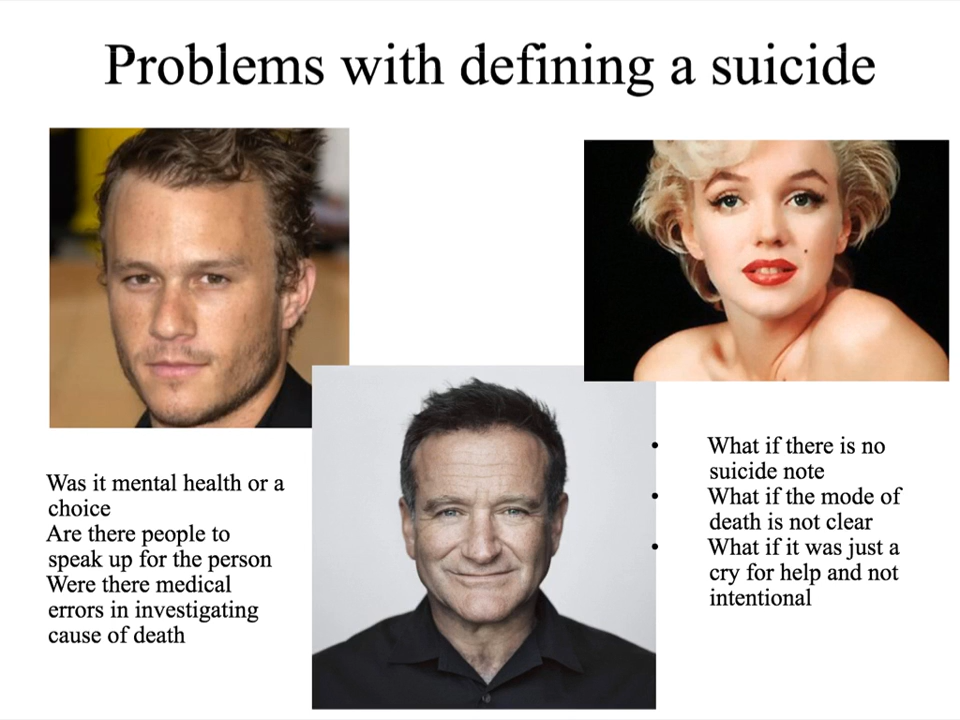 Problems with defining a suicide
Was it mental health or a
choice
Are there people to
speak up for the person
Were there medical
errors in investigating
cause of death
• What if there is no
suicide note
• What if the mode of
death is not clear
• What if it was just a
cry for help and not
intentional